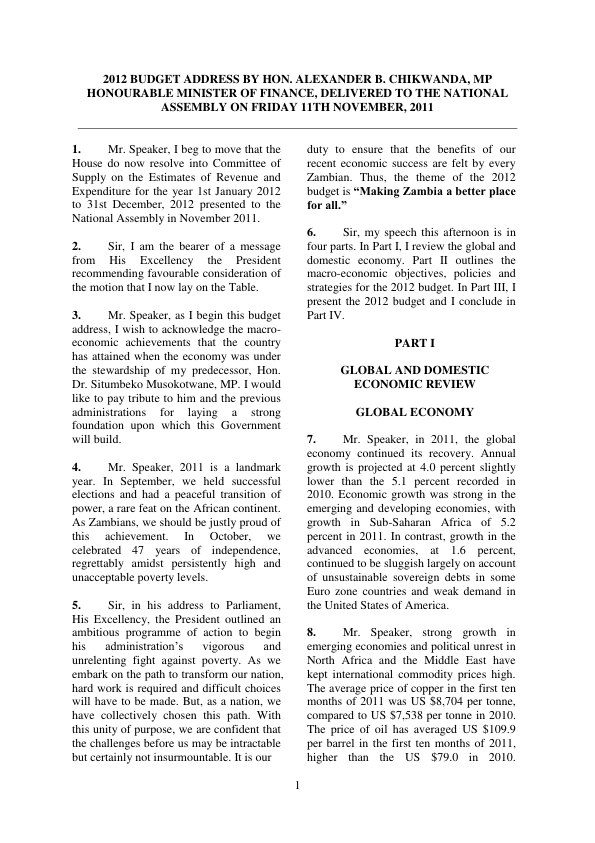 2012 BUDGET ADDRESS BY HON. ALEXANDER B. CHIKWANDA, MP
HONOURABLE MINISTER OF FINANCE, DELIVERED TO THE NATIONAL
ASSEMBLY ON FRIDAY 11TH NOVEMBER, 2011
1. Mr. Speaker, I beg to move that the
House do now resolve into Committee of
Supply on the Estimates of Revenue and
Expenditure for the year 1st January 2012
to 31st December, 2012 presented to the
National Assembly in November 2011.
2. Sir, I am the bearer of a message
from His Excellency the President
recommending favourable consideration of
the motion that I now lay on the Table.
3. Mr. Speaker, as I begin this budget
address, I wish to acknowledge the macro-
economic achievements that the country
has attained when the economy was under
the stewardship of my predecessor, Hon.
Dr. Situmbeko Musokotwane, MP. I would
like to pay tribute to him and the previous
administrations for laying a strong
foundation upon which this Government
will build.
4. Mr. Speaker, 2011 is a landmark
year. In September, we held successful
elections and had a peaceful transition of
power, a rare feat on the African continent.
As Zambians, we should be justly proud of
this achievement. In October, we
celebrated 47 years of independence,
regrettably amidst persistently high and
unacceptable poverty levels.
5. Sir, in his address to Parliament,
His Excellency, the President outlined an
ambitious programme of action to begin
his administration’s vigorous and
unrelenting fight against poverty. As we
embark on the path to transform our nation,
hard work is required and difficult choices
will have to be made. But, as a nation, we
have collectively chosen this path. With
this unity of purpose, we are confident that
the challenges before us may be intractable
but certainly not insurmountable. It is our
duty to ensure that the benefits of our
recent economic success are felt by every
Zambian. Thus, the theme of the 2012
budget is “Making Zambia a better place
for all.”
6. Sir, my speech this afternoon is in
four parts. In Part I, I review the global and
domestic economy. Part II outlines the
macro-economic objectives, policies and
strategies for the 2012 budget. In Part III, I
present the 2012 budget and I conclude in
Part IV.
PART I
GLOBAL AND DOMESTIC
ECONOMIC REVIEW
GLOBAL ECONOMY
7. Mr. Speaker, in 2011, the global
economy continued its recovery. Annual
growth is projected at 4.0 percent slightly
lower than the 5.1 percent recorded in
2010. Economic growth was strong in the
emerging and developing economies, with
growth in Sub-Saharan Africa of 5.2
percent in 2011. In contrast, growth in the
advanced economies, at 1.6 percent,
continued to be sluggish largely on account
of unsustainable sovereign debts in some
Euro zone countries and weak demand in
the United States of America.
8. Mr. Speaker, strong growth in
emerging economies and political unrest in
North Africa and the Middle East have
kept international commodity prices high.
The average price of copper in the first ten
months of 2011 was US $8,704 per tonne,
compared to US $7,538 per tonne in 2010.
The price of oil has averaged US $109.9
per barrel in the first ten months of 2011,
higher than the US $79.0 in 2010.
1